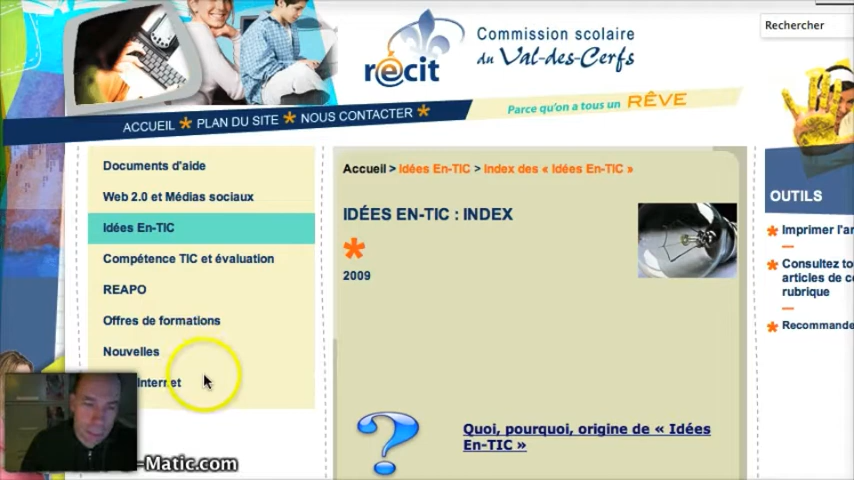 récit
Commission scolaire
du Val-des-Cerfs
Rechercher
Parce qu'on a tous un RÊVE
ACCUEIL * PLAN DU SITE * NOUS CONTACTER *
Documents d'aide
Web 2.0 et Médias sociaux
Idées En-TIC
Compétence TIC et évaluation
REAPO
Offres de formations
Nouvelles
Internet
Accueil > Idées En-TIC > Index des « Idées En-TIC »
IDÉES EN-TIC : INDEX
*
2009
Quoi, pourquoi, origine de « Idées
En-TIC »
OUTILS
* Imprimer l'ar
* Consultez to
articles de c
rubrique
* Recommande
-Matic.com